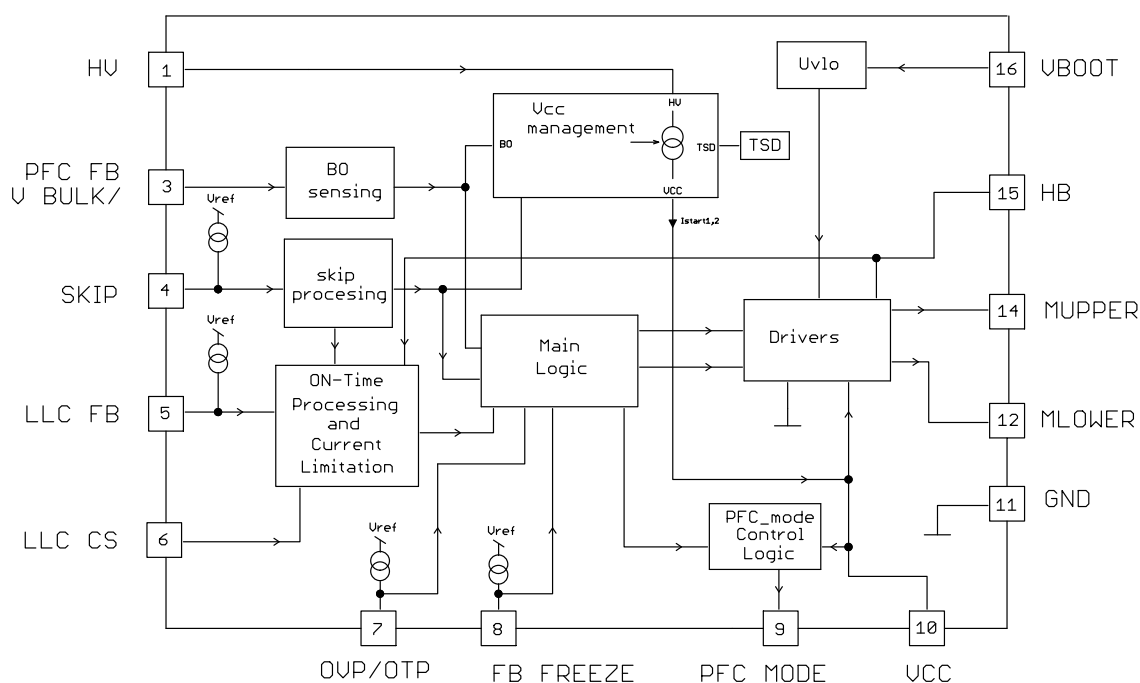 HV
1
Uvlo
16
VBOOT
HV
Vcc
management
BO
TSD
TSD
VCC
PFC FB
V BULK/
3
BO
sensing
15
HB
Vref
Istart1,2
SKIP
4
skip
procesing
14
MUPPER
Vref
Main
Logic
Drivers
LLC FB
5
ON-Time
Processing
and
Current
Limitation
12
MLOWER
11
GND
LLC CS
6
Vref
Vref
PFC_mode
Control
Logic
7
8
9
10
OVP/OTP
FB FREEZE
PFC MODE
VCC